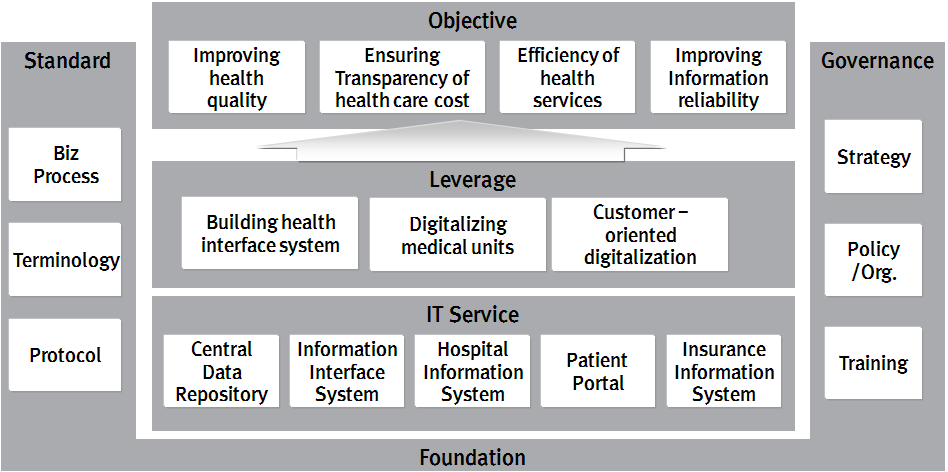 Objective
Improving
health
quality
Ensuring
Transparency of
health care cost
Efficiency of
health
services
Improving
Information
reliability
Standard
Biz
Process
Terminology
Protocol
Leverage
Building health
interface system
Digitalizing
medical units
Customer –
oriented
digitalization
IT Service
Central
Data
Repository
Information
Interface
System
Hospital
Information
System
Patient
Portal
Insurance
Information
System
Governance
Strategy
Policy
/Org.
Training
Foundation